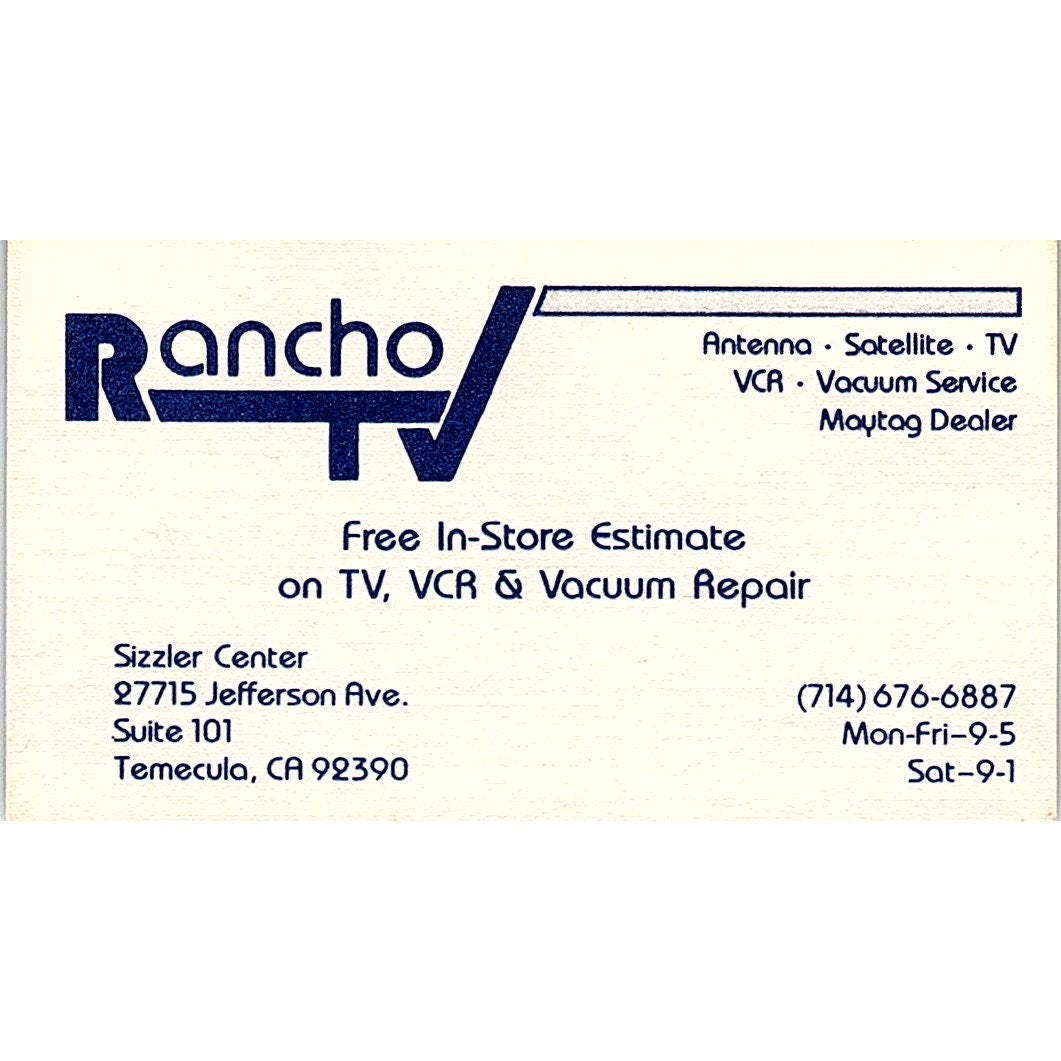 Rancho
TV
Antenna · Satellite · TV
VCR · Vacuum Service
Maytag Dealer
Free In-Store Estimate
on TV, VCR & Vacuum Repair
Sizzler Center
27715 Jefferson Ave.
Suite 101
Temecula, CA 92390
(714) 676-6887
Mon-Fri–9-5
Sat–9-1